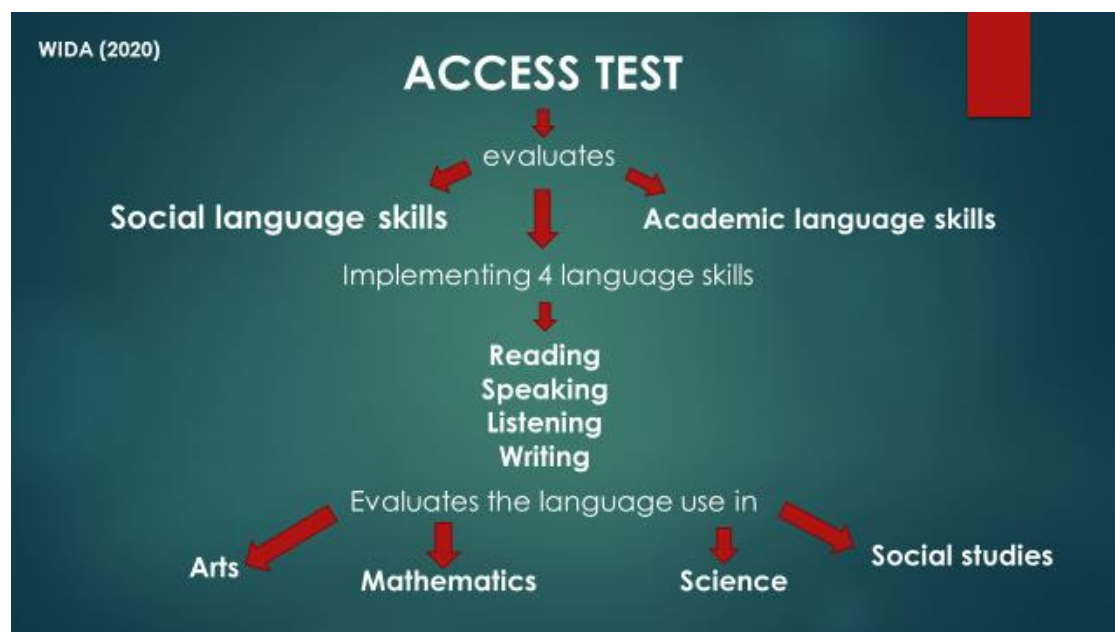 WIDA (2020)
ACCESS TEST
evaluates
Social language skills
Academic language skills
Implementing 4 language skills
Reading
Speaking
Listening
Writing
Evaluates the language use in
Arts
Mathematics
Science
Social studies